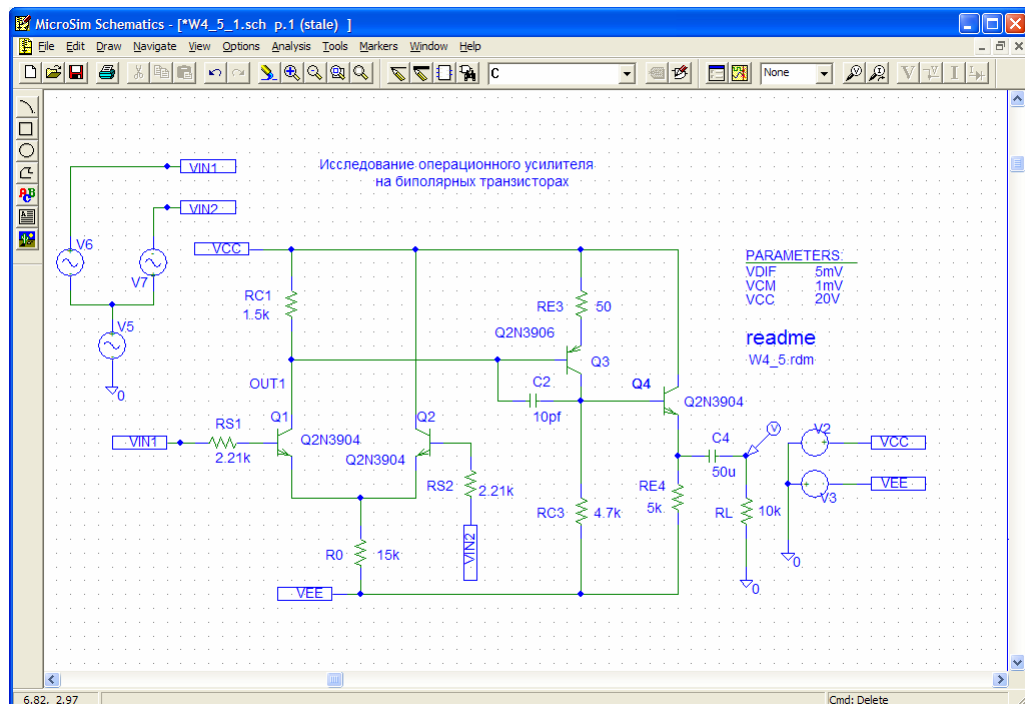 MicroSim Schematics - [*W4_5_1.sch p.1 (stale) ]
File Edit Draw Navigate View Options Analysis Tools Markers Window Help
C
None
V
I
ABC
Исследование операционного усилителя
на биполярных транзисторах
VIN1
VIN2
V6
V7
V5
0
VCC
RC1
1.5k
RE3
50
Q2N3906
Q3
PARAMETERS:
VDIF 5mV
VCM 1mV
VCC 20V
readme
W4_5.rdm
OUT1
C2
10pf
Q4
Q2N3904
VIN1
RS1
2.21k
Q1
Q2N3904
Q2
Q2N3904
RS2
2.21k
VIN2
C4
50u
V
V2
VCC
V3
VEE
RC3
4.7k
RE4
5k
RL
10k
0
0
R0
15k
VEE
6.82, 2.97
Cmd: Delete